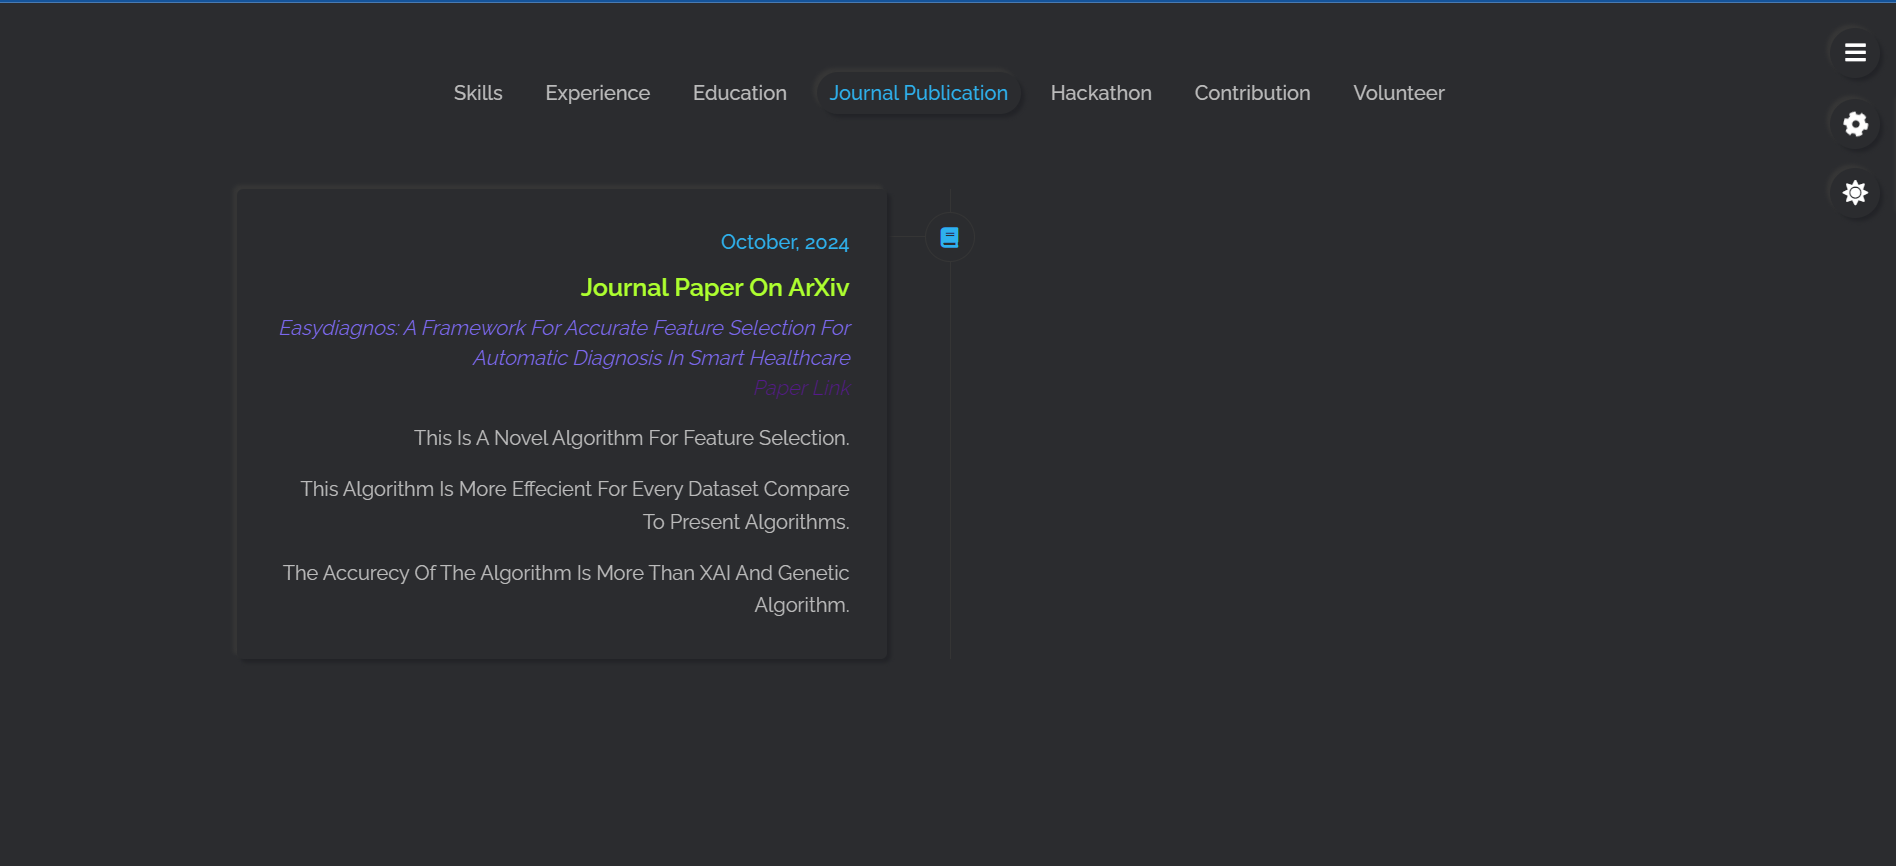 Skills Experience Education Journal Publication Hackathon Contribution Volunteer
October, 2024
Journal Paper On ArXiv
Easydiagnos: A Framework For Accurate Feature Selection For
Automatic Diagnosis In Smart Healthcare
Paper Link
This Is A Novel Algorithm For Feature Selection.
This Algorithm Is More Effecient For Every Dataset Compare
To Present Algorithms.
The Accurecy Of The Algorithm Is More Than XAI And Genetic
Algorithm.